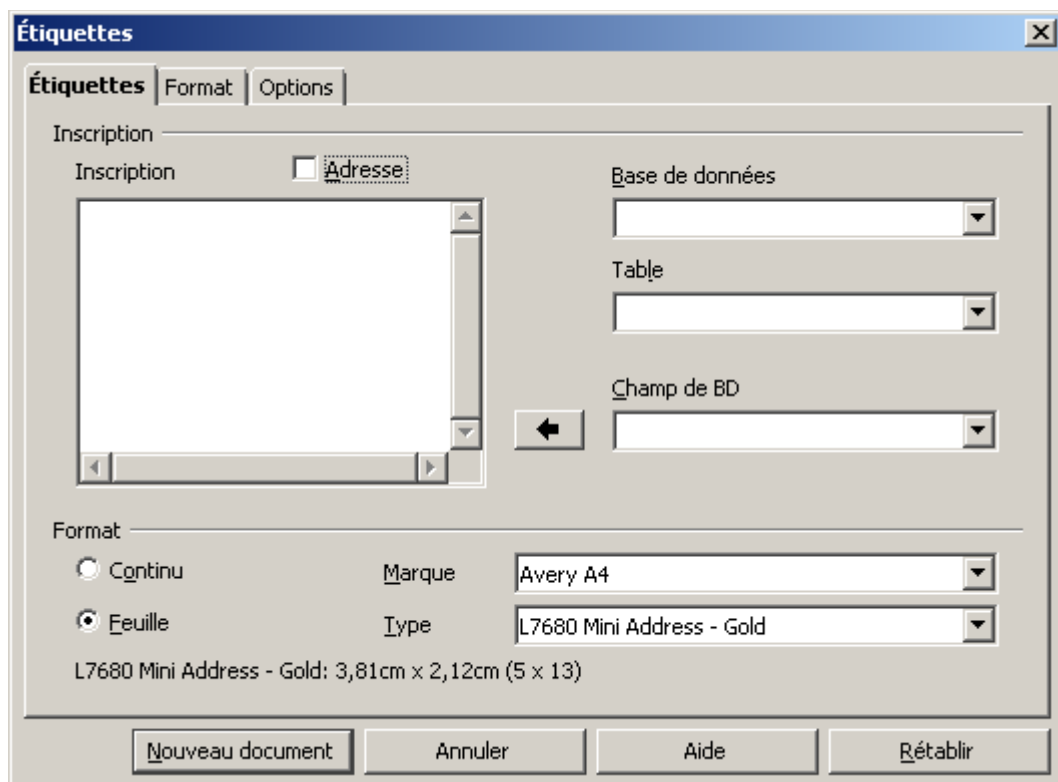 Étiquettes
Étiquettes Format Options
Inscription
Inscription Adresse
Base de données
Table
Champ de BD
Format
Continu Marque Avery A4
Feuille Type L7680 Mini Address - Gold
L7680 Mini Address - Gold: 3,81cm x 2,12cm (5 x 13)
Nouveau document Annuler Aide Rétablir